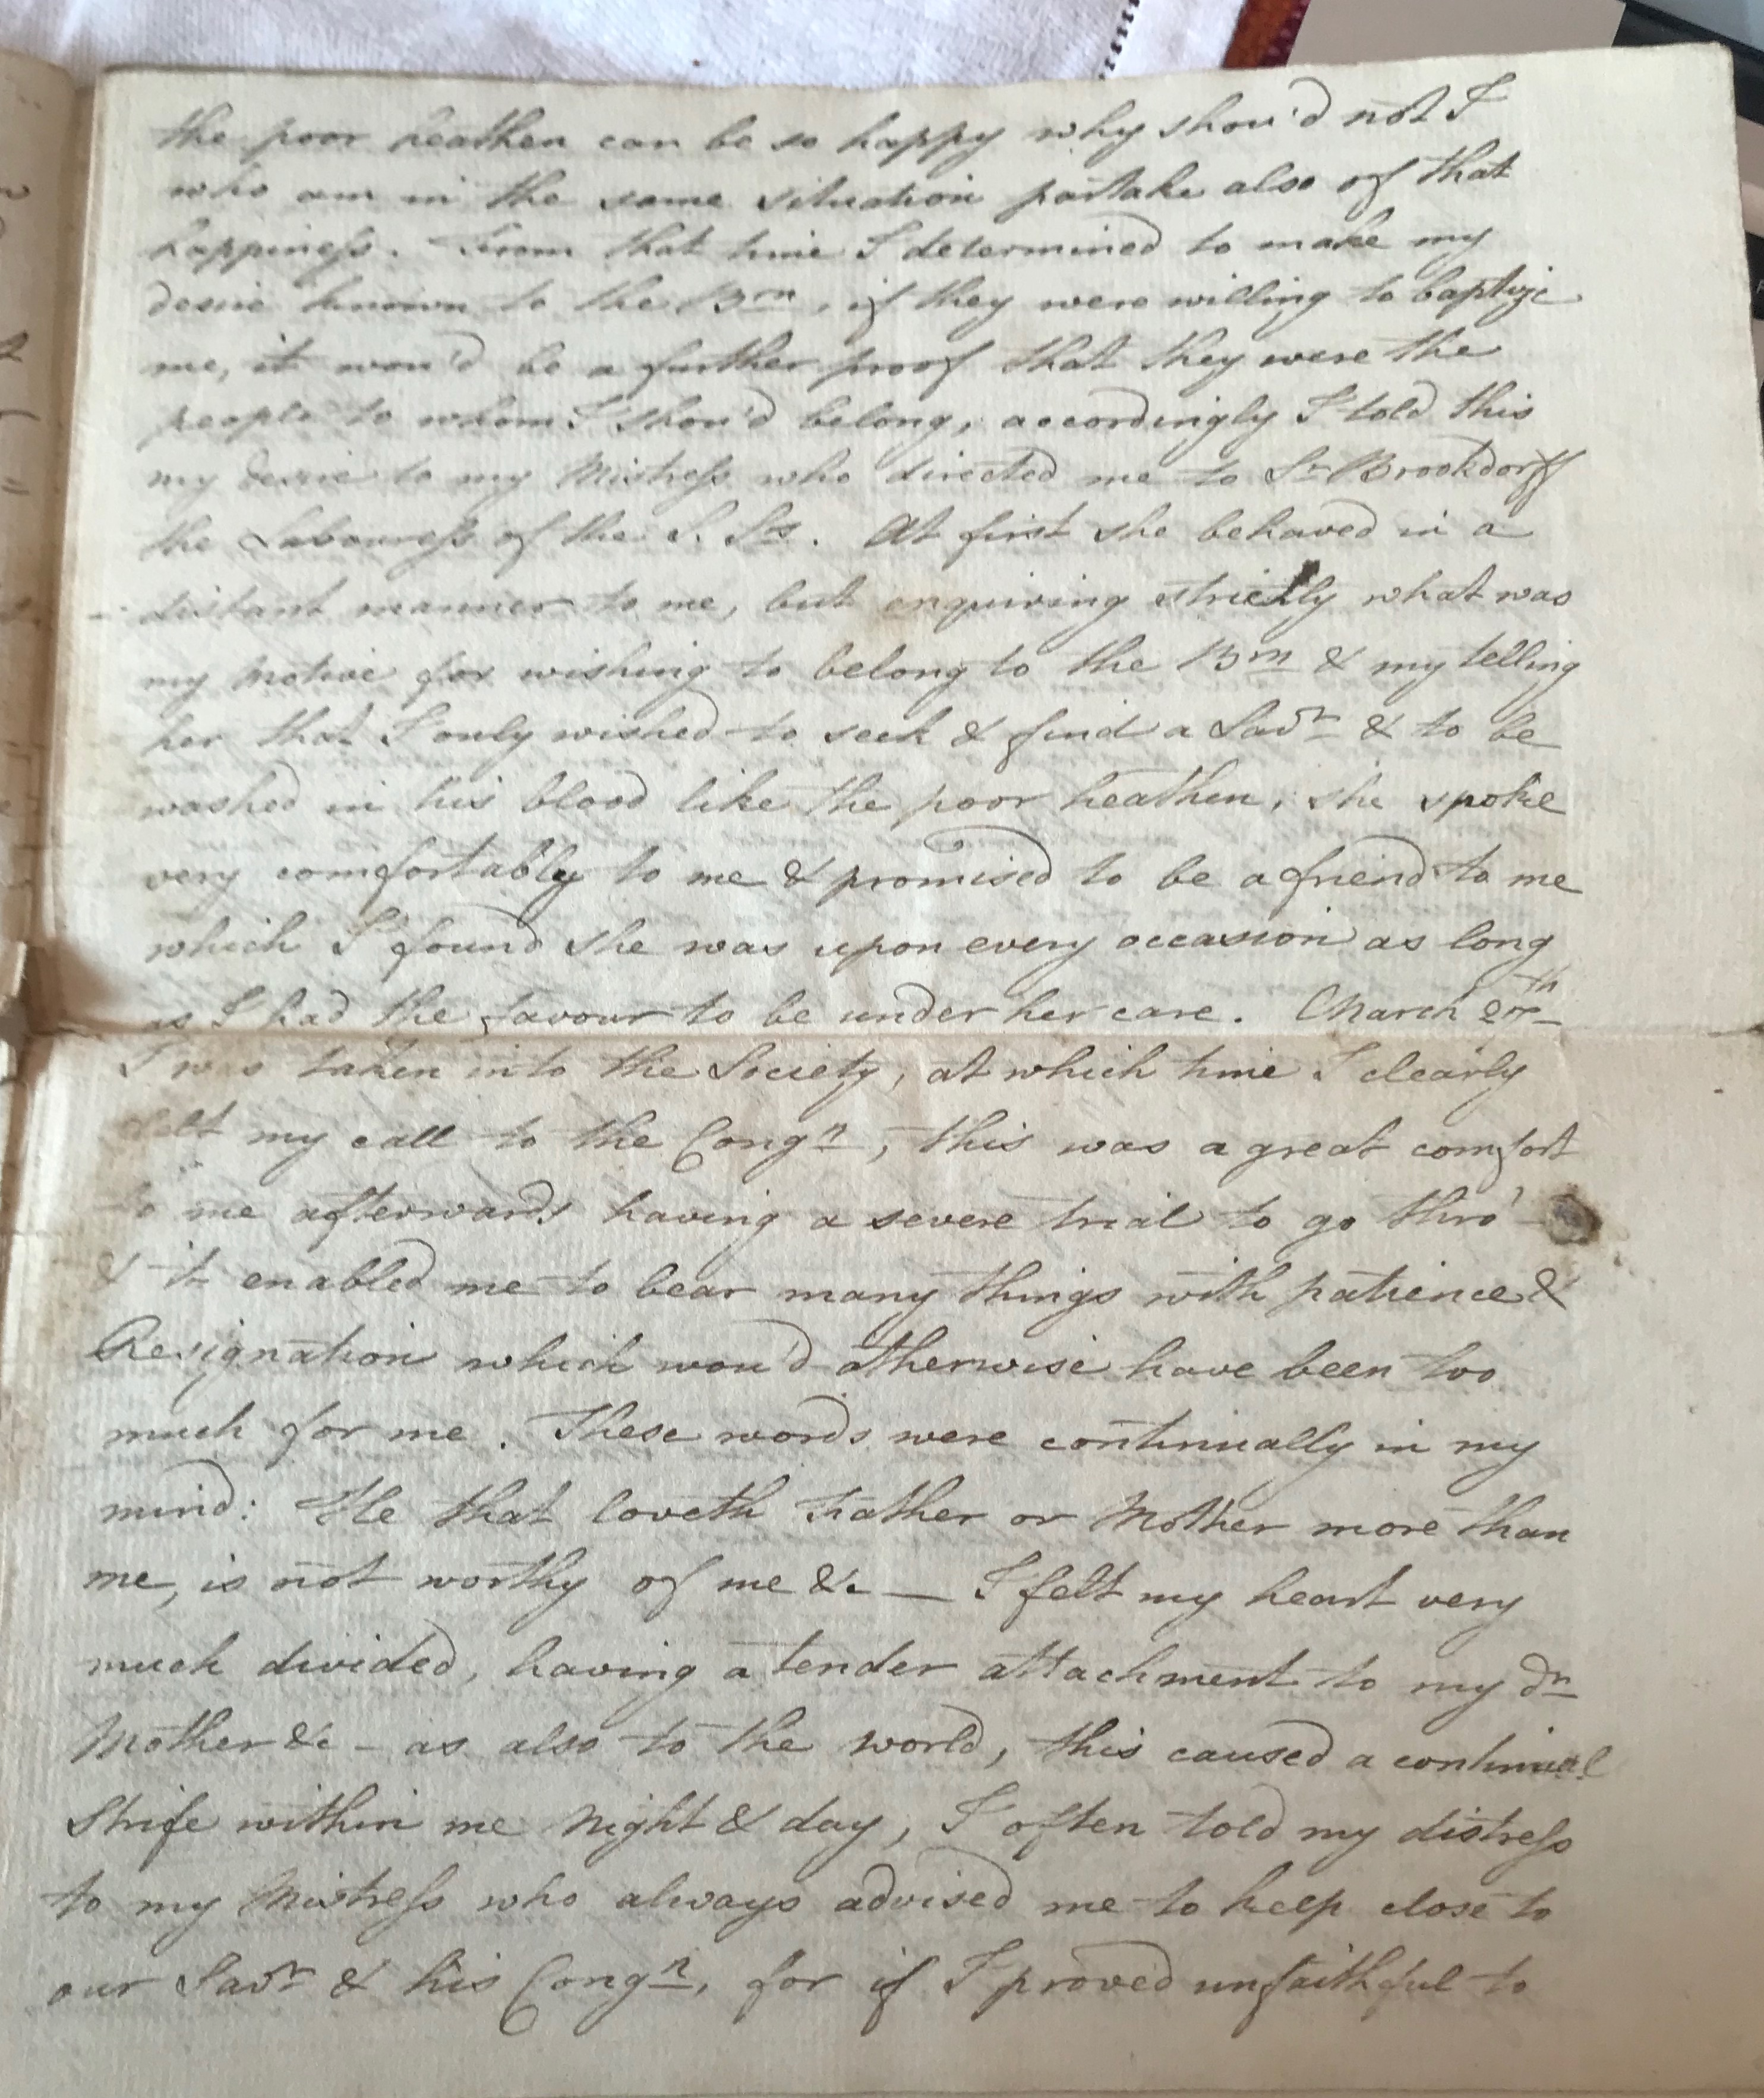 the poor heathen can be so happy why shou'd not I
who am in the same situation partake also of that
happiness. From that time I determined to make my
desire known to the Brn, if they were willing to baptize
me, it wou'd be a further proof that they were the
people to whom I shou'd belong, accordingly I told this
my desire to my Mistress who directed me to Sr Brookdorff
the Labouress of the S. Srs. At first she behaved in a
distant manner to me, but enquiring strictly what was
my motive for wishing to belong to the Brn & my telling
her that I only wished to seek & find a Savr & to be
washed in his blood like the poor heathen, she spoke
very comfortably to me & promised to be a friend to me
which I found she was upon every occasion as long
as I had the favour to be under her care. March
I was taken into the Society, at which time I clearly
felt my call to the Congn, this was a great comfort
to me afterwards having a severe trial to go thro'
& it enabled me to bear many things with patience &
Resignation which wou'd otherwise have been too
much for me. These words were continually in my
mind: He that loveth Father or Mother more than
me, is not worthy of me &c — I felt my heart very
much divided, having a tender attachment to my dr
Mother &c - as also to the world, this caused a continual
Strife within me Night & day, I often told my distress
to my Mistress who always advised me to keep close to
our Savr & his Congn, for if I proved unfaithful to